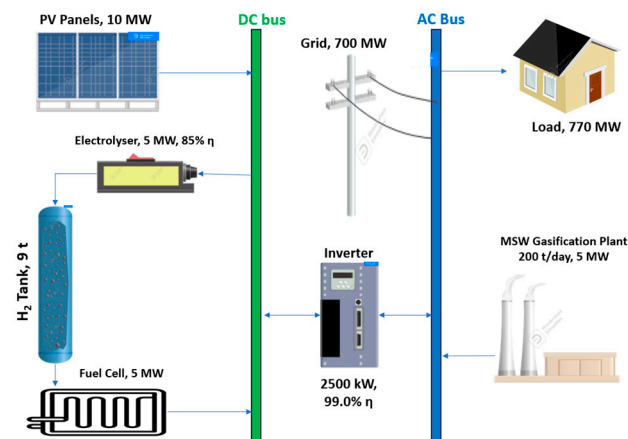 PV Panels, 10 MW
DC bus
AC Bus
Grid, 700 MW
Load, 770 MW
Electrolyser, 5 MW, 85% η
H₂ Tank, 9 t
Inverter
MSW Gasification Plant
200 t/day, 5 MW
Fuel Cell, 5 MW
2500 kW,
99.0% η